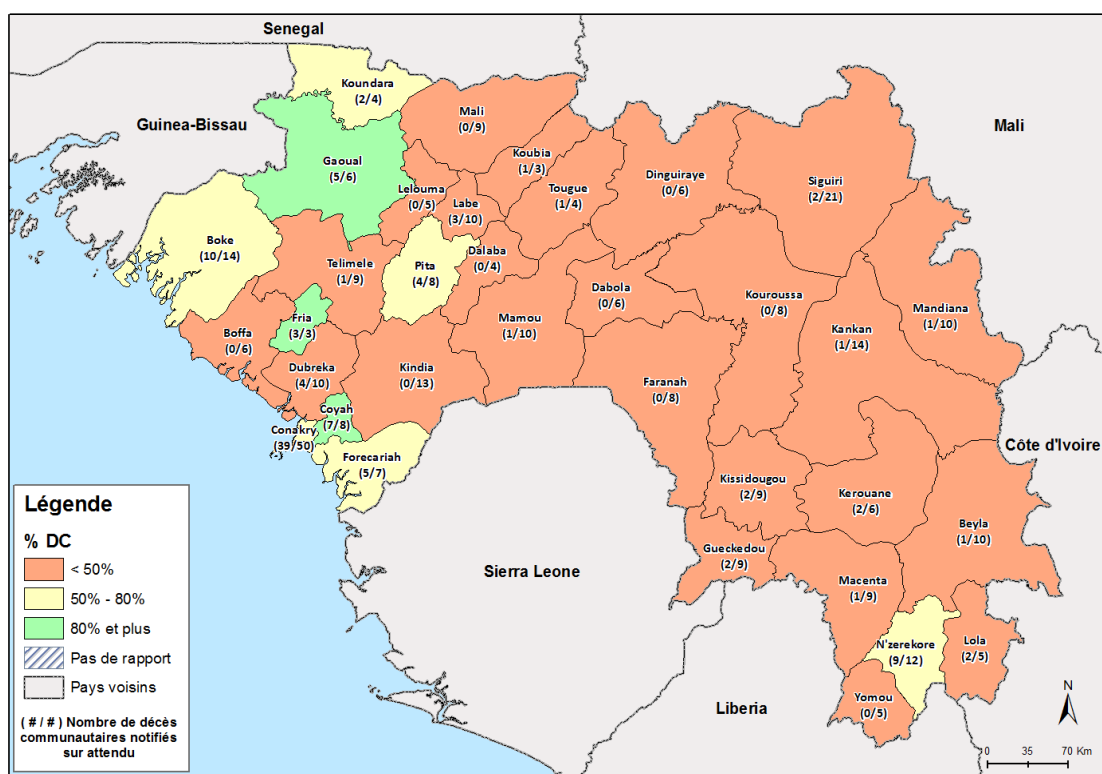 Senegal
Koundara
(2/4)
Mali
(0/9)
Guinea-Bissau
Mali
Gaoual
(5/6)
Koubia
(1/3)
Lelouma
(0/5)
Labe
(3/10)
Tougue
(1/4)
Dinguiraye
(0/6)
Siguiri
(2/21)
Boke
(10/14)
Telimele
(1/9)
Pita
(4/8)
Dalaba
(0/4)
Dabola
(0/6)
Kouroussa
(0/8)
Kankan
(1/14)
Mandiana
(1/10)
Fria
(3/3)
Boffa
(0/6)
Mamou
(1/10)
Dubreka
(4/10)
Kindia
(0/13)
Faranah
(0/8)
Coyah
(7/8)
Conakry
(39/50)
Forecariah
(5/7)
Côte d'Ivoire
Kissidougou
(2/9)
Kerouane
(2/6)
Beyla
(1/10)
Gueckedou
(2/9)
Sierra Leone
Macenta
(1/9)
N'zerekore
(9/12)
Lola
(2/5)
Yomou
(0/5)
Liberia
Légende
% DC
< 50%
50% - 80%
80% et plus
Pas de rapport
Pays voisins
( # / # ) Nombre de décès
communautaires notifiés
sur attendu
N
0 35 70 Km